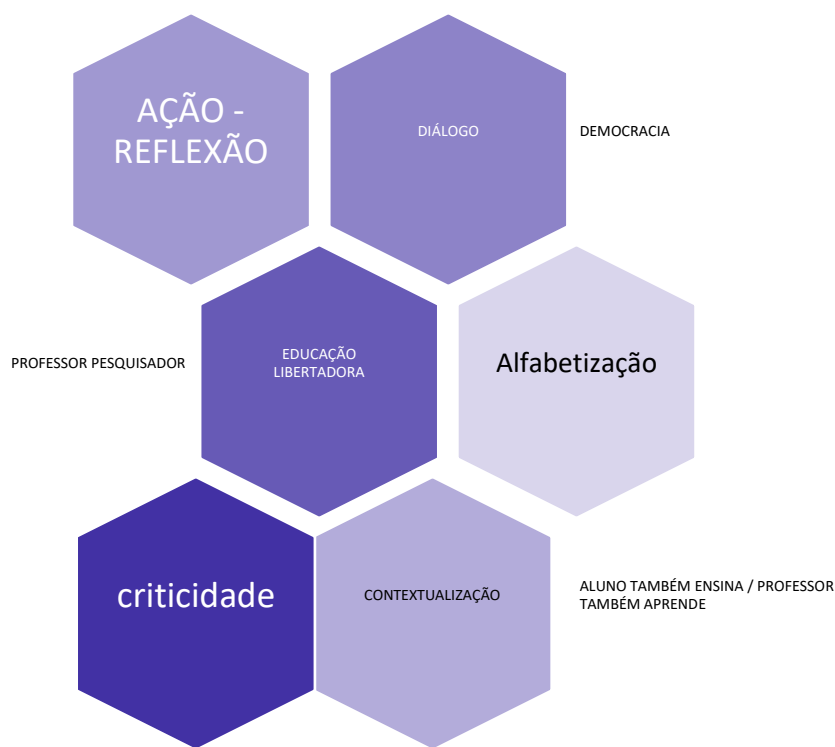 AÇÃO -
REFLEXÃO
DIÁLOGO
DEMOCRACIA
PROFESSOR PESQUISADOR
EDUCAÇÃO
LIBERTADORA
Alfabetização
criticidade
CONTEXTUALIZAÇÃO
ALUNO TAMBÉM ENSINA / PROFESSOR
TAMBÉM APRENDE